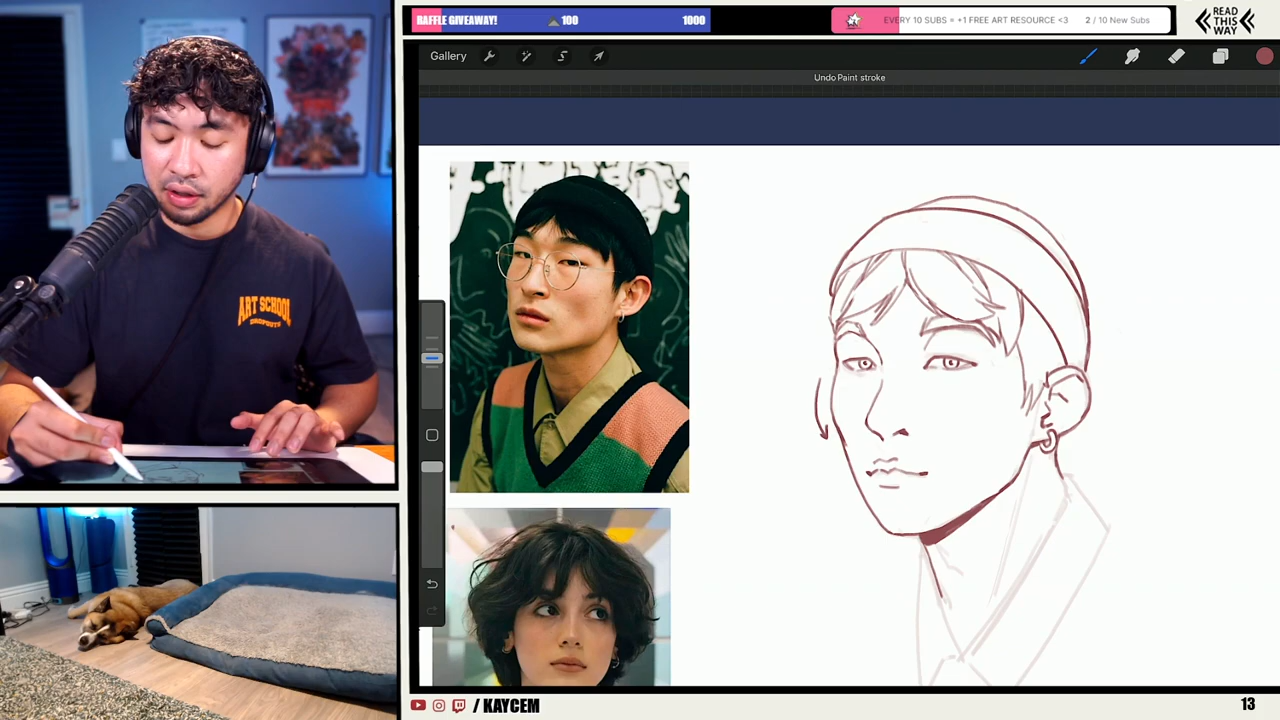 RAFFLE GIVEAWAY!
100
1000
EVERY 10 SUBS = +1 FREE ART RESOURCE <3
2 / 10 New Subs
READ
THIS
WAY
Gallery
Undo Paint stroke
ART SCHOOL
DROPOUTS
/ KAYCEM
13